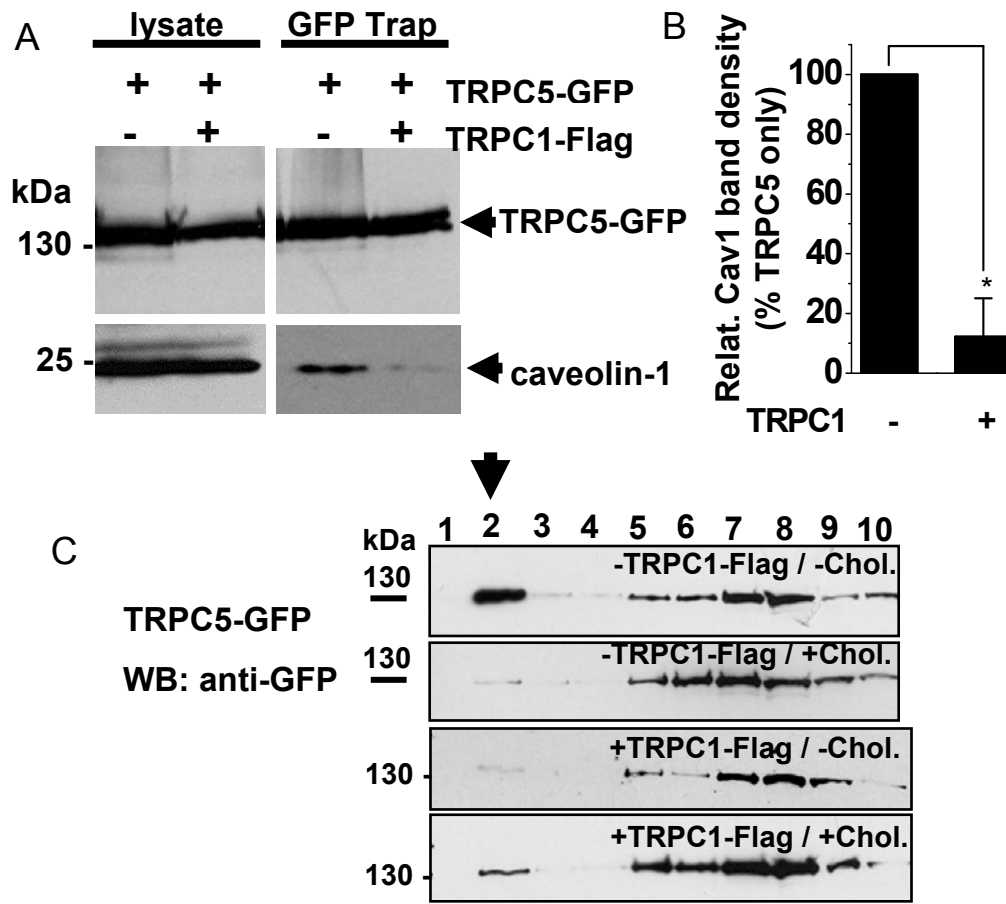 A
lysate GFP Trap
+ + + + TRPC5-GFP
- + - + TRPC1-Flag
kDa
130 -
TRPC5-GFP
25 -
caveolin-1
B
Relat. Cav1 band density
(% TRPC5 only)
100
80
60
40
20
0
*
TRPC1 - +
C
1 2 3 4 5 6 7 8 9 10
kDa
TRPC5-GFP
WB: anti-GFP
130
-TRPC1-Flag / -Chol.
130
-TRPC1-Flag / +Chol.
130 -
+TRPC1-Flag / -Chol.
130 -
+TRPC1-Flag / +Chol.